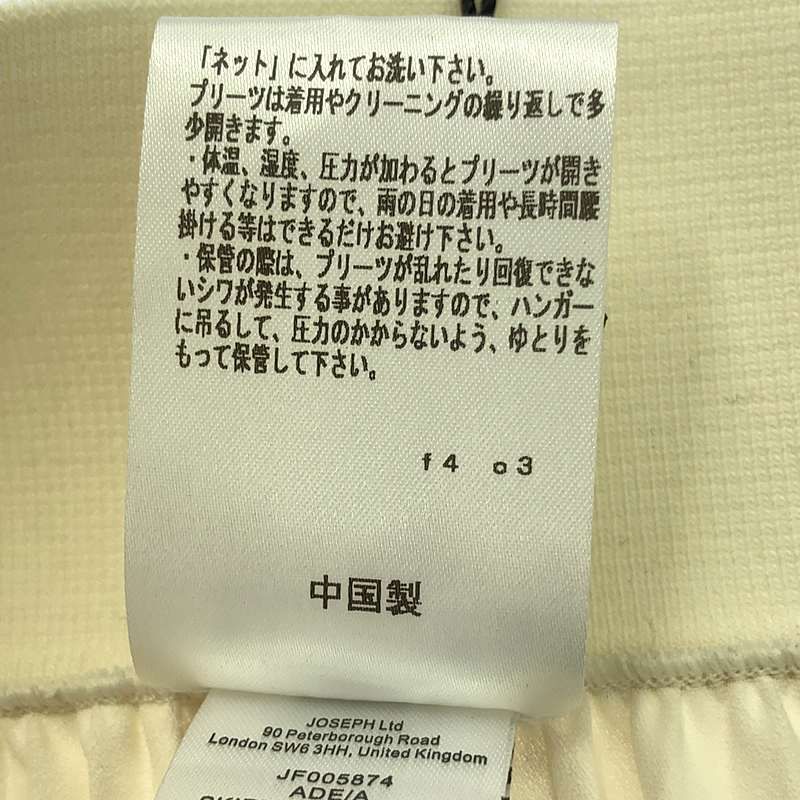 「ネット」に入れてお洗い下さい。
プリーツは着用やクリーニングの繰り返しで多
少開きます。
・体温、湿度、圧力が加わるとプリーツが開き
やすくなりますので、雨の日の着用や長時間腰
掛ける等はできるだけお避け下さい。
・保管の際は、プリーツが乱れたり回復できな
いシワが発生する事がありますので、ハンガー
に吊るして、圧力のかからないよう、ゆとりを
もって保管して下さい。
f4 o3
中国製
JOSEPH Ltd
90 Peterborough Road
London SW6 3HH, United Kingdom
JF005874
ADE/A